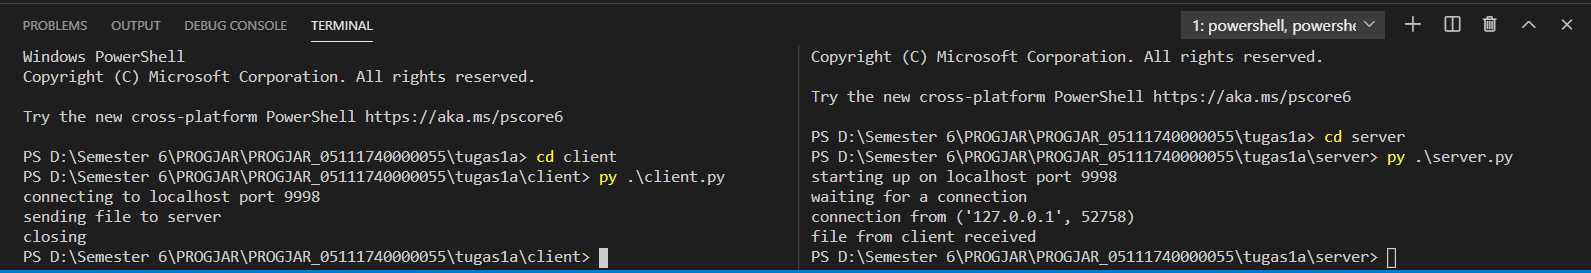 PROBLEMS OUTPUT DEBUG CONSOLE TERMINAL
1: powershell, powershe
Windows PowerShell
Copyright (C) Microsoft Corporation. All rights reserved.
Try the new cross-platform PowerShell https://aka.ms/pscore6
PS D:\Semester 6\PROGJAR\PROGJAR_05111740000055\tugas1a> cd client
PS D:\Semester 6\PROGJAR\PROGJAR_05111740000055\tugas1a\client> py .\client.py
connecting to localhost port 9998
sending file to server
closing
PS D:\Semester 6\PROGJAR\PROGJAR_05111740000055\tugas1a\client>
Copyright (C) Microsoft Corporation. All rights reserved.
Try the new cross-platform PowerShell https://aka.ms/pscore6
PS D:\Semester 6\PROGJAR\PROGJAR_05111740000055\tugas1a> cd server
PS D:\Semester 6\PROGJAR\PROGJAR_05111740000055\tugas1a\server> py .\server.py
starting up on localhost port 9998
waiting for a connection
connection from ('127.0.0.1', 52758)
file from client received
PS D:\Semester 6\PROGJAR\PROGJAR_05111740000055\tugas1a\server>